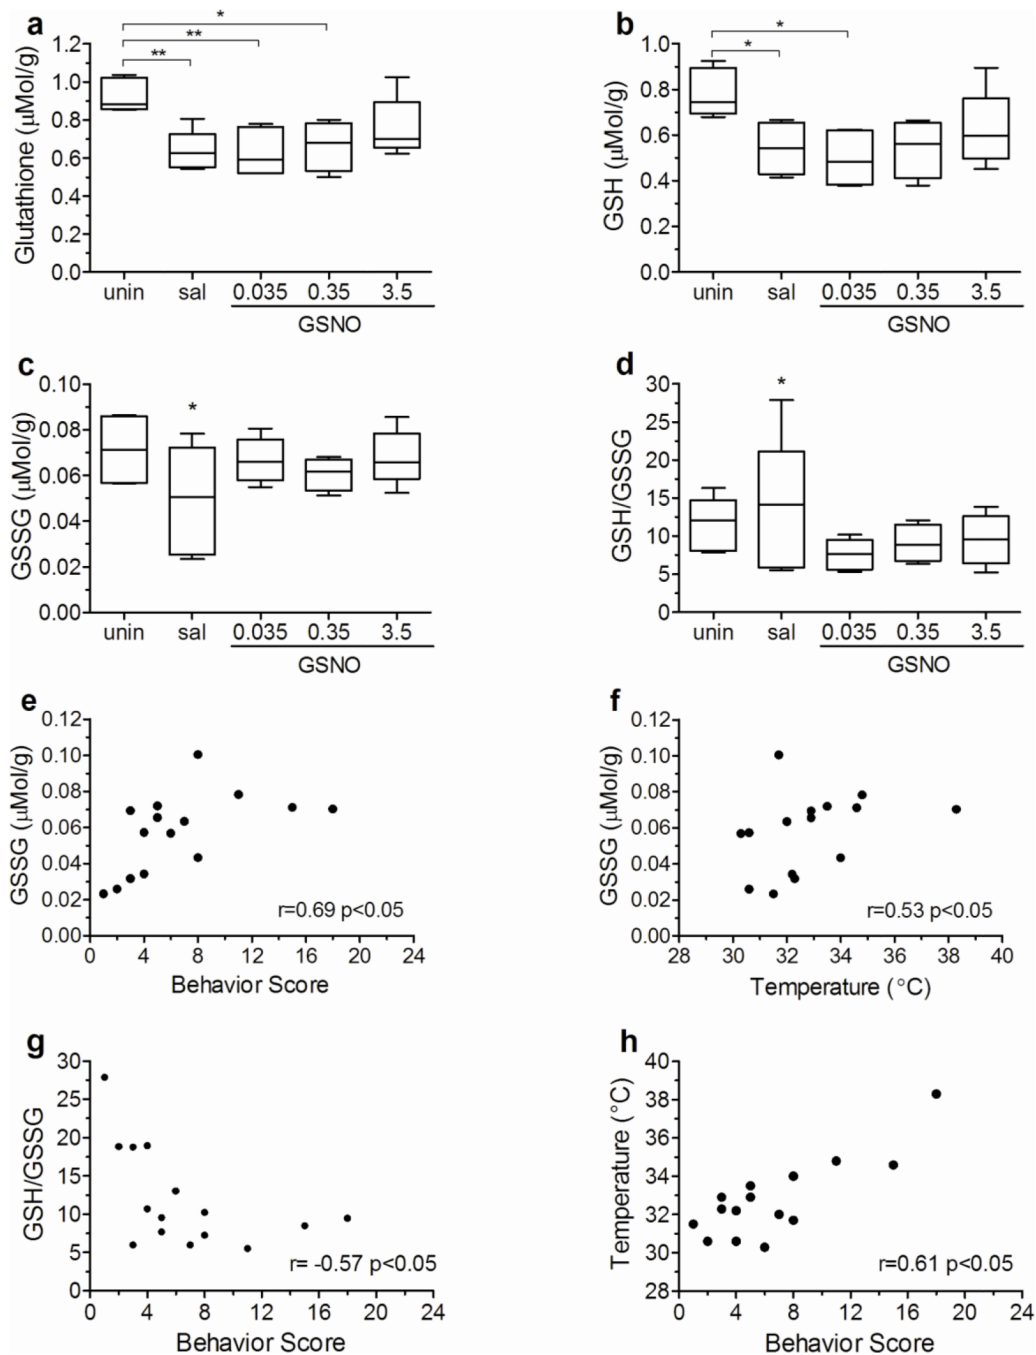 a
*
**
**
Glutathione (μMol/g)
1.2
1.0
0.8
0.6
0.4
0.2
0.0
unin sal 0.035 0.35 3.5
GSNO
b
*
*
GSH (μMol/g)
1.0
0.8
0.6
0.4
0.2
0.0
unin sal 0.035 0.35 3.5
GSNO
c
*
GSSG (μMol/g)
0.10
0.08
0.06
0.04
0.02
0.00
unin sal 0.035 0.35 3.5
GSNO
d
*
GSH/GSSG
30
25
20
15
10
5
0
unin sal 0.035 0.35 3.5
GSNO
e
GSSG (μMol/g)
0.12
0.10
0.08
0.06
0.04
0.02
0.00
r=0.69 p<0.05
0 4 8 12 16 20 24
Behavior Score
f
GSSG (μMol/g)
0.12
0.10
0.08
0.06
0.04
0.02
0.00
r=0.53 p<0.05
28 30 32 34 36 38 40
Temperature (°C)
g
GSH/GSSG
30
25
20
15
10
5
0
r= -0.57 p<0.05
0 4 8 12 16 20 24
Behavior Score
h
Temperature (°C)
40
38
36
34
32
30
28
r=0.61 p<0.05
0 4 8 12 16 20 24
Behavior Score